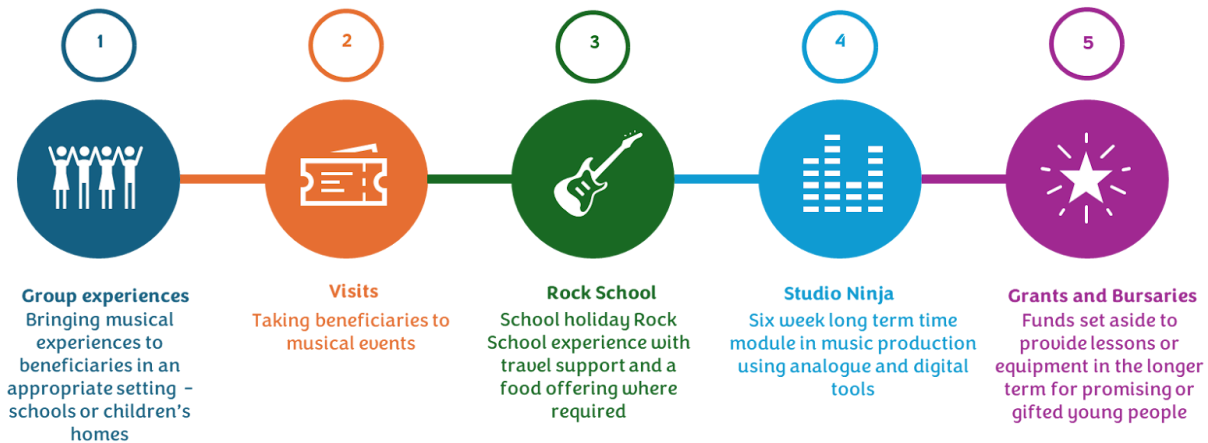 1
2
3
4
5
Group experiences
Bringing musical
experiences to
beneficiaries in an
appropriate setting –
schools or children's
homes
Visits
Taking beneficiaries to
musical events
Rock School
School holiday Rock
School experience with
travel support and a
food offering where
required
Studio Ninja
Six week long term time
module in music production
using analogue and digital
tools
Grants and Bursaries
Funds set aside to
provide lessons or
equipment in the longer
term for promising or
gifted young people